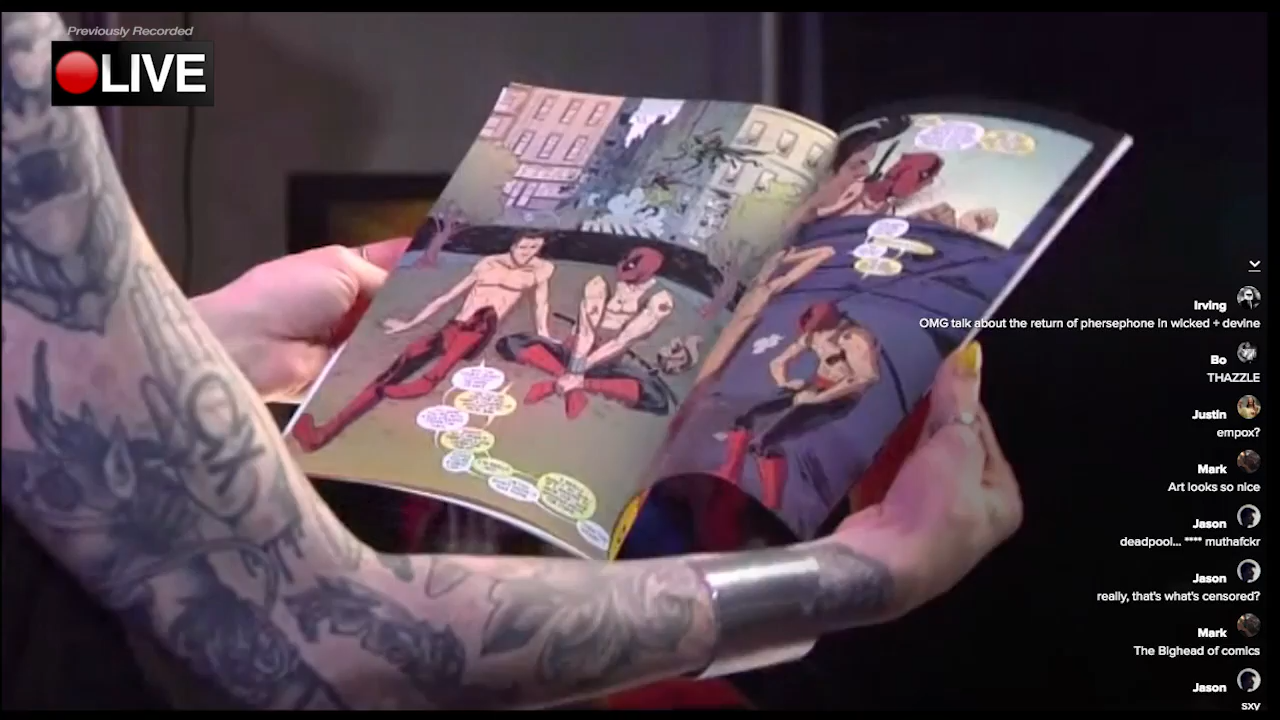 Previously Recorded
LIVE
Irving
OMG talk about the return of phersephone in wicked + devine
Bo
THAZZLE
Justin
empox?
Mark
Art looks so nice
Jason
deadpool... **** muthafckr
Jason
really, that's what's censored?
Mark
The Bighead of comics
Jason
sxy